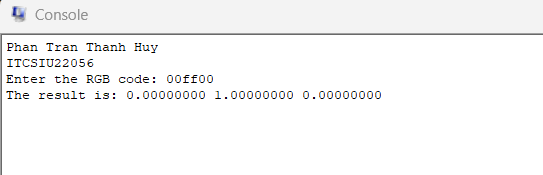 Console
Phan Tran Thanh Huy
ITCSIU22056
Enter the RGB code: 00ff00
The result is: 0.00000000 1.00000000 0.00000000